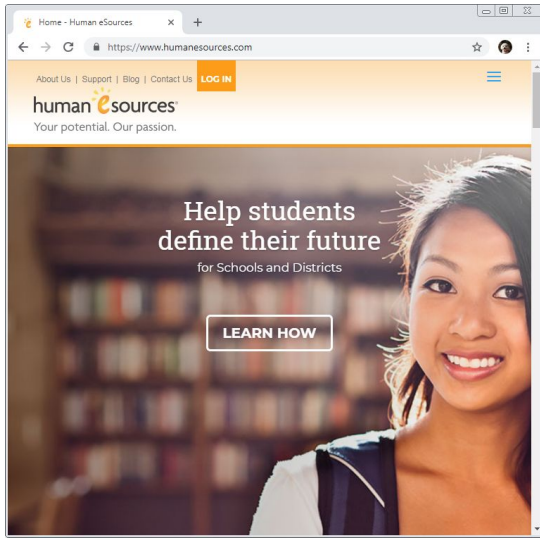 Home - Human eSources
https://www.humanesources.com
About Us | Support | Blog | Contact Us LOG IN
human esources
Your potential. Our passion.
Help students
define their future
for Schools and Districts
LEARN HOW